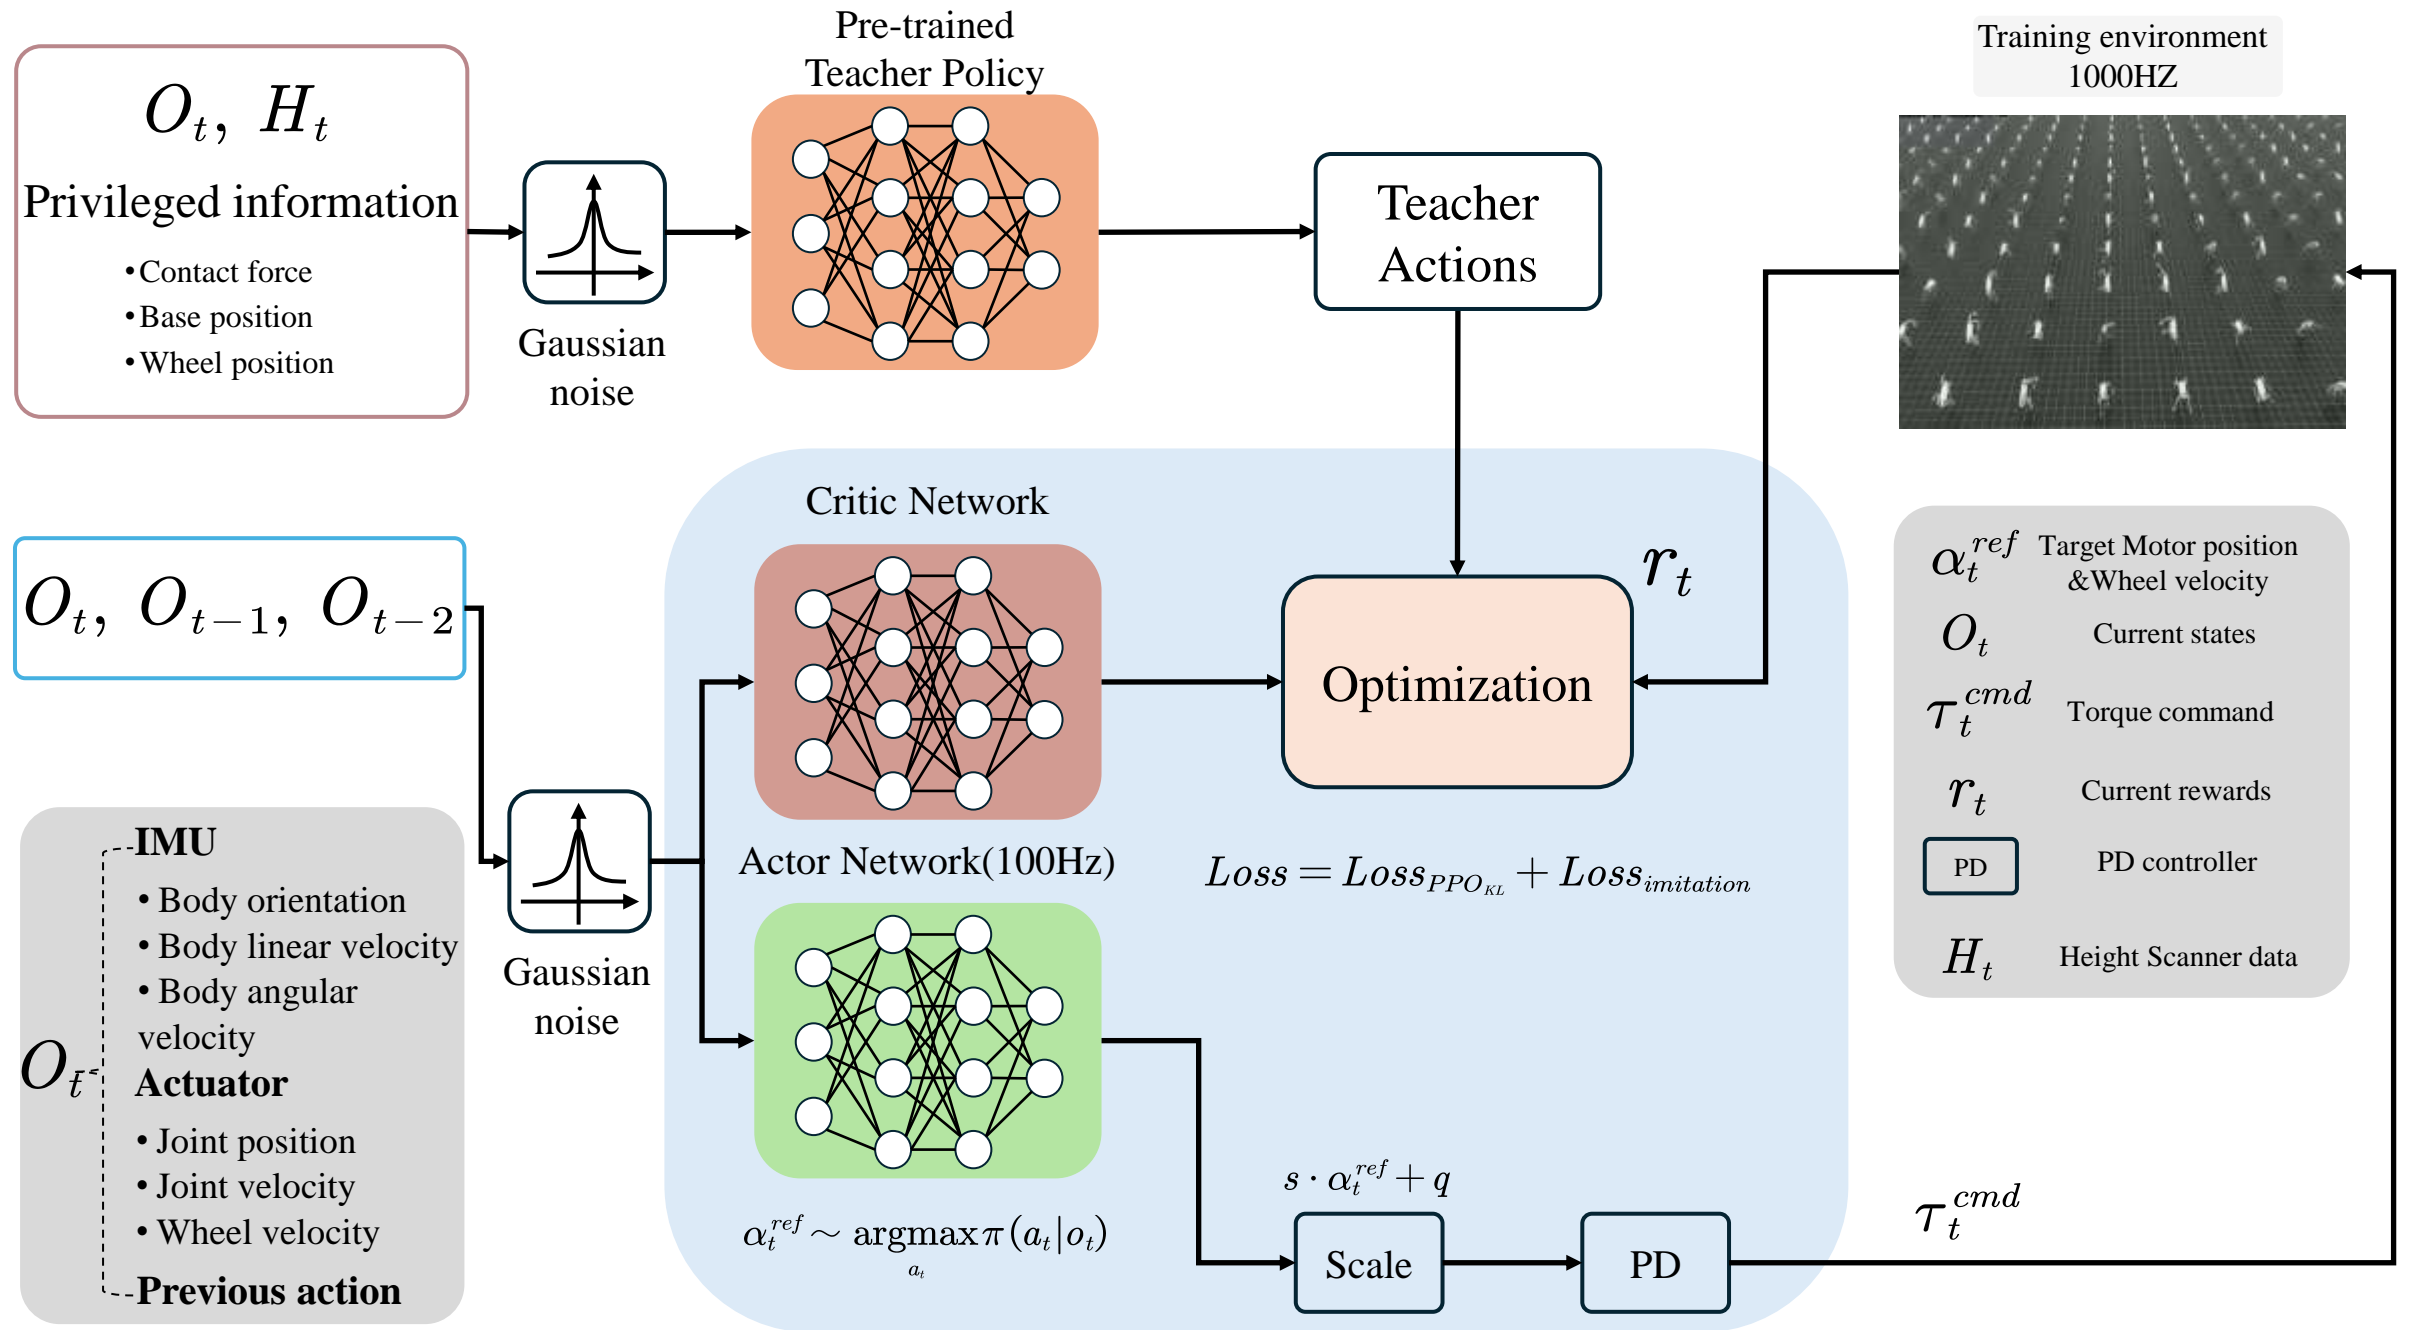 Pre-trained
Teacher Policy
Training environment
1000HZ
O_t, H_t
Privileged information
•Contact force
•Base position
•Wheel position
Gaussian
noise
Teacher
Actions
Critic Network
O_t, O_{t-1}, O_{t-2}
r_t
Optimization
α_t^{ref} Target Motor position
&Wheel velocity
O_t Current states
τ_t^{cmd} Torque command
r_t Current rewards
PD PD controller
H_t Height Scanner data
Actor Network(100Hz)
Loss = Loss_{PPO_{KL}} + Loss_{imitation}
Gaussian
noise
O_t
IMU
• Body orientation
• Body linear velocity
• Body angular
velocity
Actuator
• Joint position
• Joint velocity
• Wheel velocity
Previous action
α_t^{ref} ~ argmax π(a_t|o_t)
a_t
s · α_t^{ref} + q
Scale
PD
τ_t^{cmd}